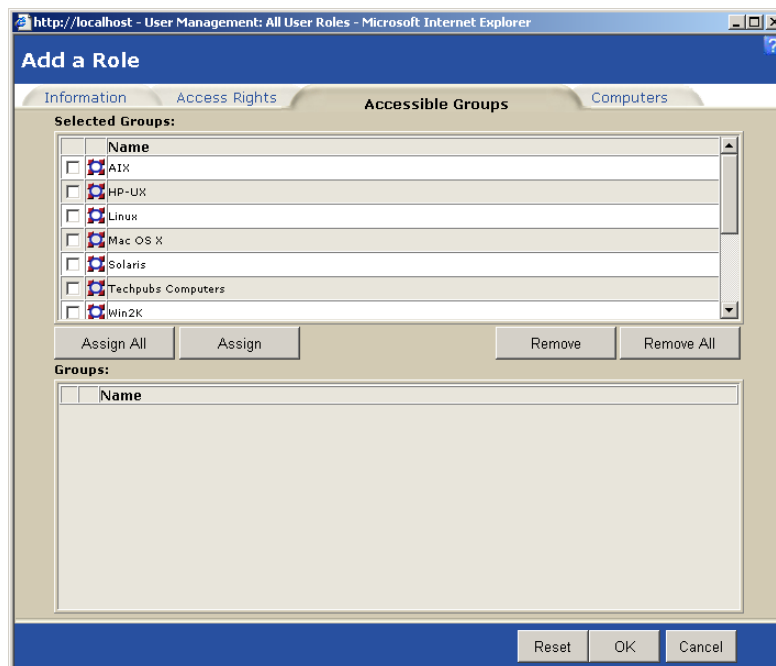 http://localhost - User Management: All User Roles - Microsoft Internet Explorer
?
Add a Role
Information Access Rights Accessible Groups Computers
Selected Groups:
Name
AIX
HP-UX
Linux
Mac OS X
Solaris
Techpubs Computers
Win2K
Assign All Assign Remove Remove All
Groups:
Name
Reset OK Cancel